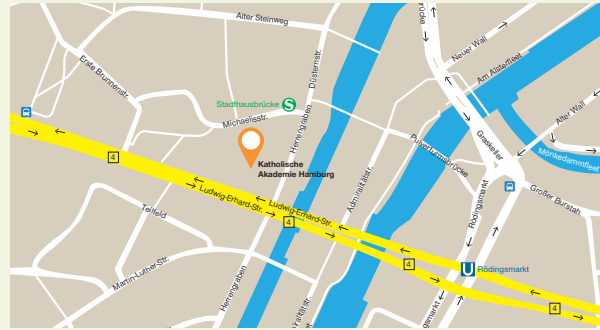 Alter Steinweg
Neuer Wall
Am Alsterfleet
Erste Brunnenstr.
Düsternstr.
Stadthausbrücke S
Michaelisstr.
Alter Wall
Graskeller
Herrengraben
Pulverturmsbrücke
Mönkedammfleet
4
Katholische
Akademie Hamburg
Admiralitätstr.
Rödingsmarkt
Großer Burstah
Ludwig-Erhard-Str.
Ludwig-Erhard-Str.
Teilfeld
4
Martin-Luther Str.
4
U Rödingsmarkt
Herrengraben
4